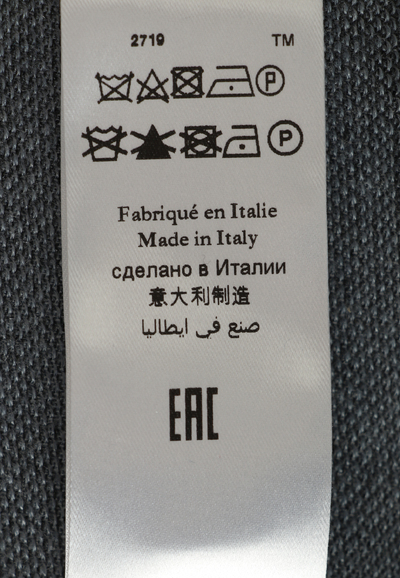 2719 TM
P
P
Fabriqué en Italie
Made in Italy
сделано в Италии
意大利制造
صنع في ايطاليا
EAC